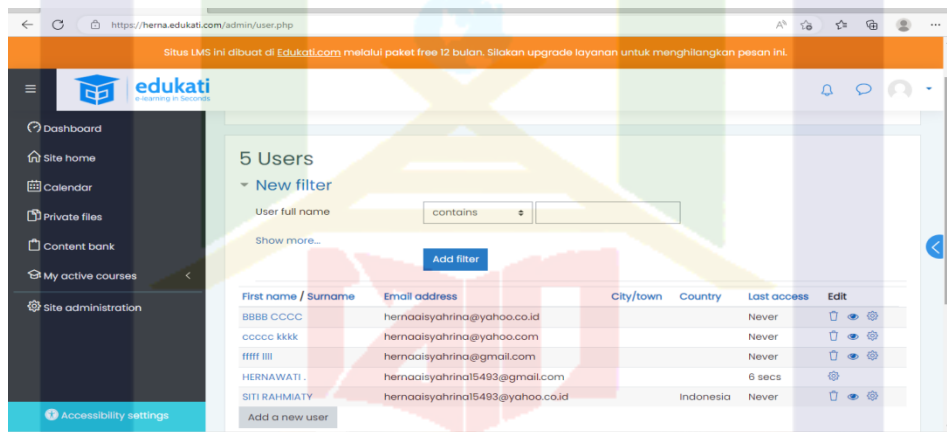 https://herna.edukati.com/admin/user.php
Situs LMS ini dibuat di Edukati.com melalui paket free 12 bulan. Silakan upgrade layanan untuk menghilangkan pesan ini.
edukati
e-learning in Seconds
Dashboard
Site home
Calendar
Private files
Content bank
My active courses
Site administration
Accessibility settings
5 Users
New filter
User full name contains
Show more...
Add filter
First name / Surname Email address City/town Country Last access Edit
BBBB CCCC hernaaisyahrina@yahoo.co.id Never
ccccc kkkk hernaaisyahrina@yahoo.com Never
fffff llll hernaaisyahrina@gmail.com Never
HERNAWATI . hernaaisyahrina15493@gmail.com 6 secs
SITI RAHMIATY hernaaisyahrina15493@yahoo.co.id Indonesia Never
Add a new user